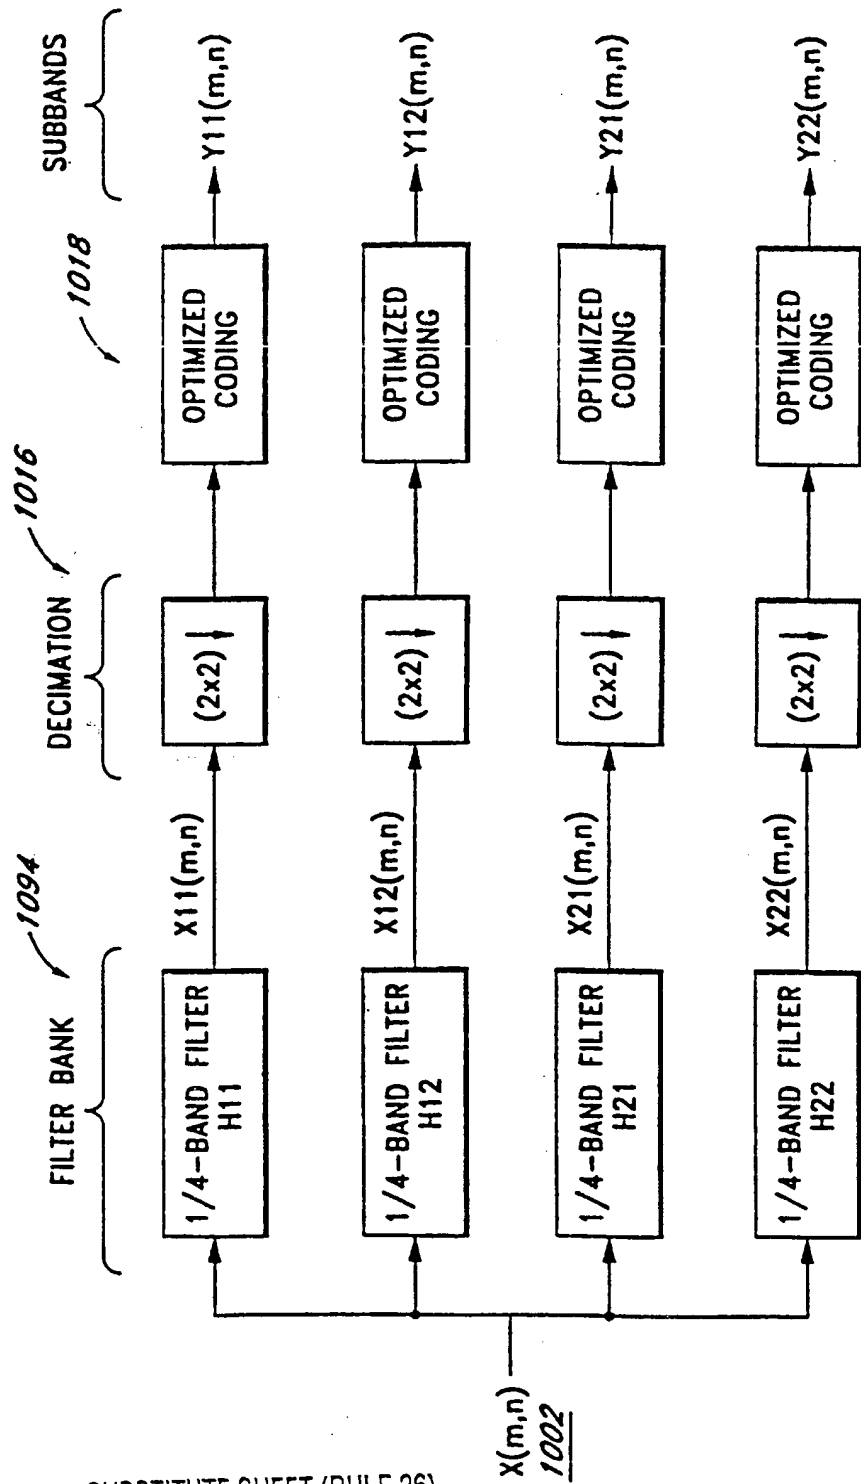 FILTER BANK
1094
DECIMATION
1016
1018
SUBBANDS
X(m,n)
1002
1/4-BAND FILTER
H11
X11(m,n)
(2x2)↓
OPTIMIZED
CODING
Y11(m,n)
1/4-BAND FILTER
H12
X12(m,n)
(2x2)↓
OPTIMIZED
CODING
Y12(m,n)
1/4-BAND FILTER
H21
X21(m,n)
(2x2)↓
OPTIMIZED
CODING
Y21(m,n)
1/4-BAND FILTER
H22
X22(m,n)
(2x2)↓
OPTIMIZED
CODING
Y22(m,n)
SUBSTITUTE SHEET (RULE 26)